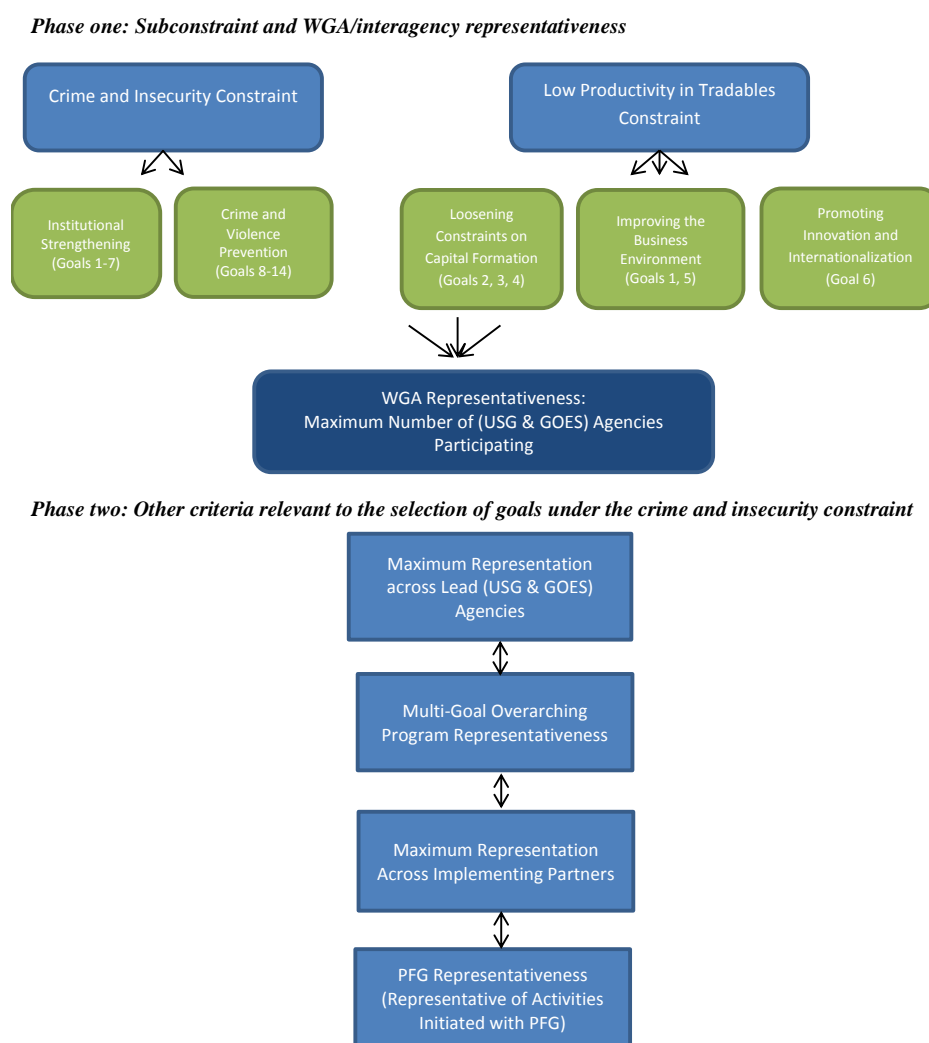 Phase one: Subconstraint and WGA/interagency representativeness
Crime and Insecurity Constraint
Low Productivity in Tradables
Constraint
Institutional
Strengthening
(Goals 1-7)
Crime and
Violence
Prevention
(Goals 8-14)
Loosening
Constraints on
Capital Formation
(Goals 2, 3, 4)
Improving the
Business
Environment
(Goals 1, 5)
Promoting
Innovation and
Internationalization
(Goal 6)
WGA Representativeness:
Maximum Number of (USG & GOES) Agencies
Participating
Phase two: Other criteria relevant to the selection of goals under the crime and insecurity constraint
Maximum Representation
across Lead (USG & GOES)
Agencies
Multi-Goal Overarching
Program Representativeness
Maximum Representation
Across Implementing Partners
PFG Representativeness
(Representative of Activities
Initiated with PFG)